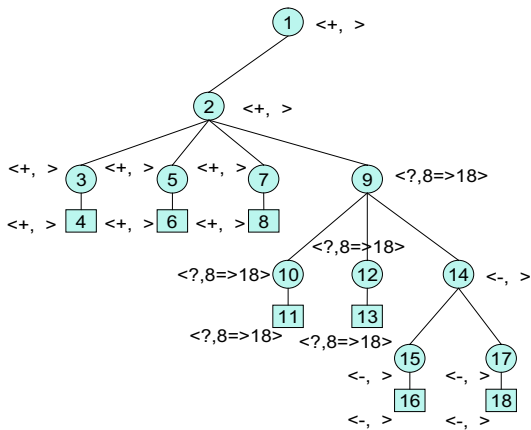 1 <+, >
2 <+, >
<+, > 3 <+, > 5 <+, > 7 9 <?,8=>18>
<+, > 4 <+, > 6 <+, > 8
<?,8=>18>
<?,8=>18> 10 12 14 <-, >
11 13
<?,8=>18> <?,8=>18>
15 17
<-, > <-, >
16 18
<-, > <-, >